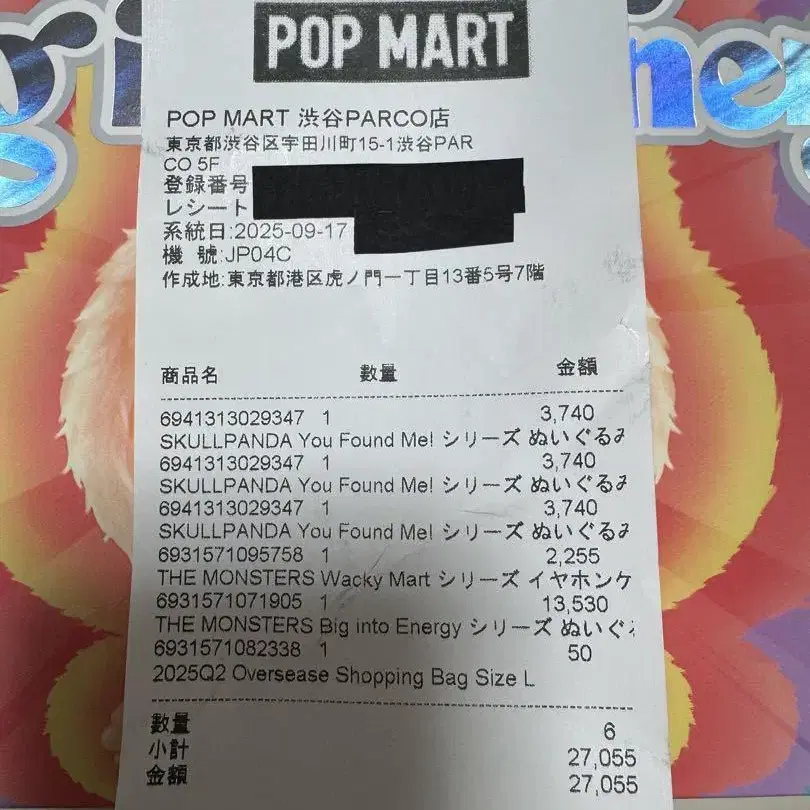 POP MART
POP MART 渋谷PARCO店
東京都渋谷区宇田川町15-1渋谷PAR
CO 5F
登録番号
レシート
系統日:2025-09-17
機 號:JP04C
作成地:東京都港区虎ノ門一丁目13番5号7階
商品名 數量 金額
6941313029347 1 3,740
SKULLPANDA You Found Me! シリーズ ぬいぐるみ
6941313029347 1 3,740
SKULLPANDA You Found Me! シリーズ ぬいぐるみ
6941313029347 1 3,740
SKULLPANDA You Found Me! シリーズ ぬいぐるみ
6931571095758 1 2,255
THE MONSTERS Wacky Mart シリーズ イヤホンケ
6931571071905 1 13,530
THE MONSTERS Big into Energy シリーズ ぬいぐ
6931571082338 1 50
2025Q2 Oversease Shopping Bag Size L
數量 6
小計 27,055
金額 27,055